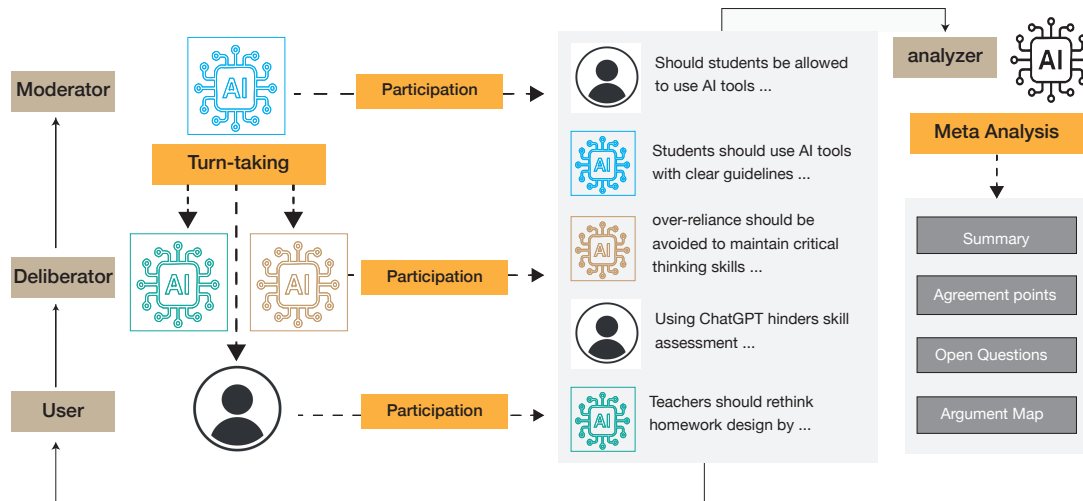 Moderator
Deliberator
User
AI
Turn-taking
AI
AI
Participation
Participation
Participation
Should students be allowed
to use AI tools ...
AI
Students should use AI tools
with clear guidelines ...
AI
over-reliance should be
avoided to maintain critical
thinking skills ...
Using ChatGPT hinders skill
assessment ...
AI
Teachers should rethink
homework design by ...
analyzer
AI
Meta Analysis
Summary
Agreement points
Open Questions
Argument Map